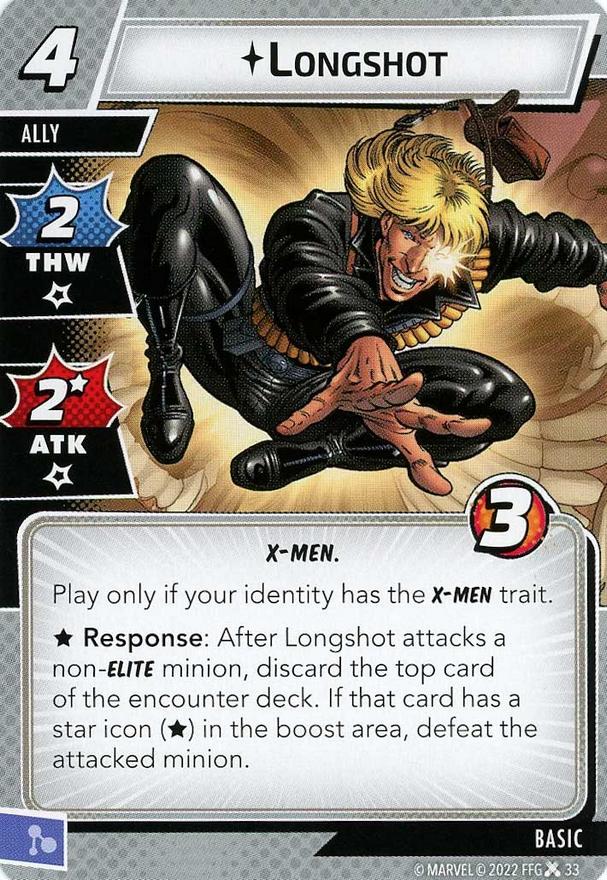 4
LONGSHOT
ALLY
2
THW
2★
ATK
3
X-MEN.
Play only if your identity has the X-MEN trait.
★ Response: After Longshot attacks a
non-ELITE minion, discard the top card
of the encounter deck. If that card has a
star icon (★) in the boost area, defeat the
attacked minion.
BASIC
© MARVEL © 2022 FFG 33